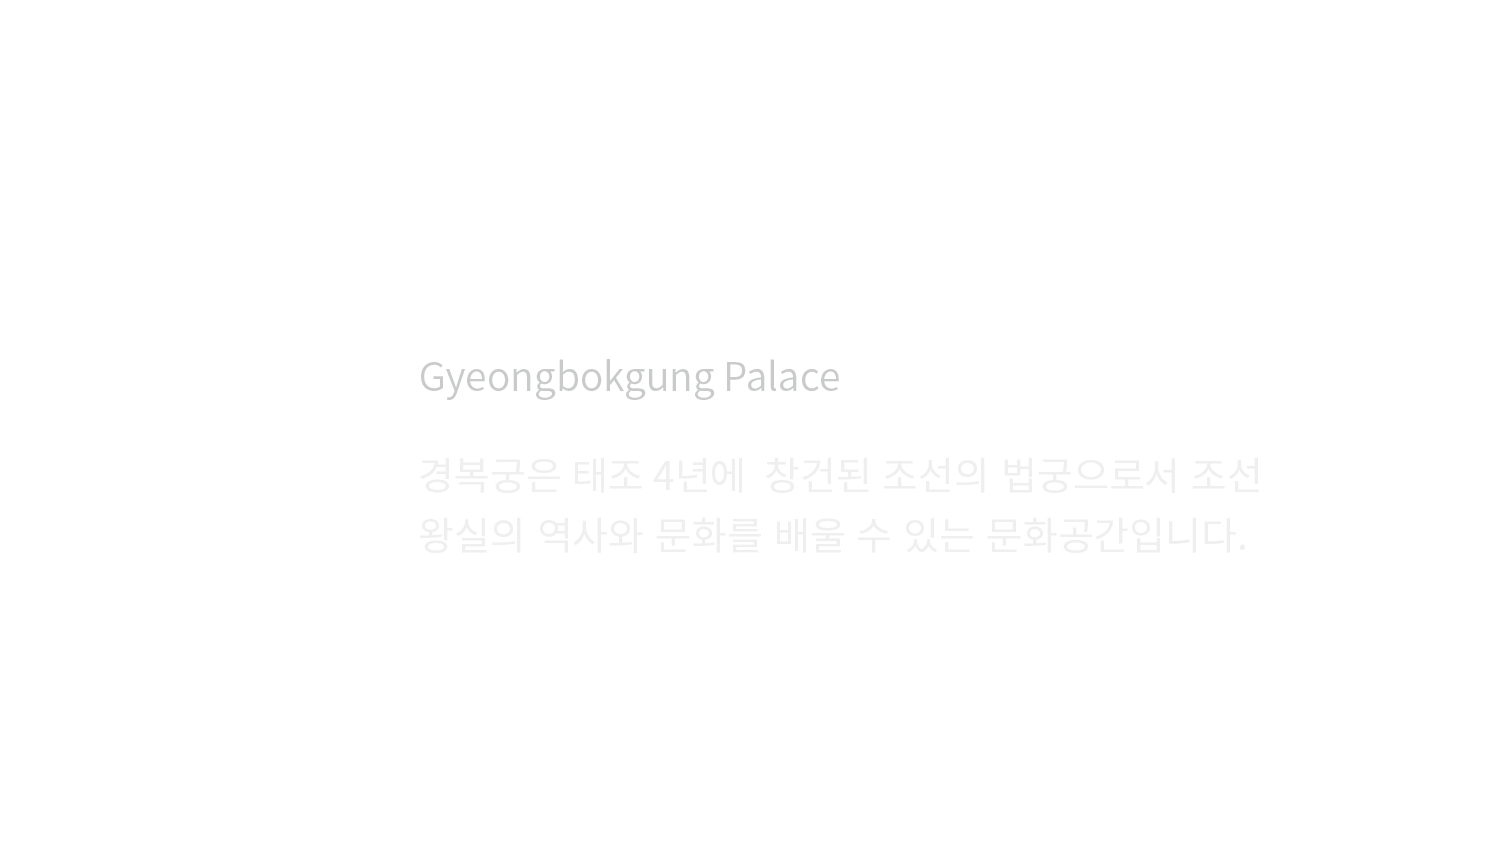 Gyeongbokgung Palace
경복궁은 태조 4년에  창건된 조선의 법궁으로서 조선
왕실의 역사와 문화를 배울 수 있는 문화공간입니다.